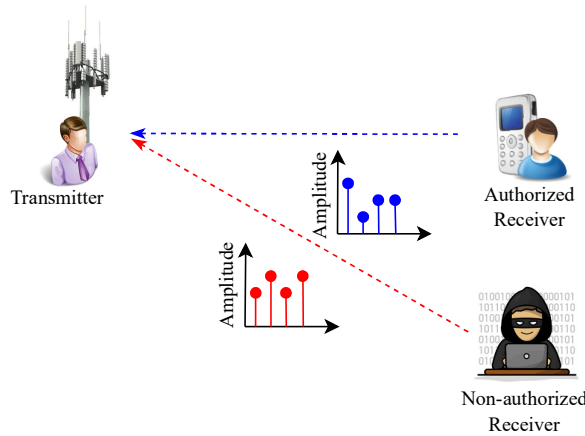 Transmitter
Amplitude
Authorized
Receiver
Amplitude
Non-authorized
Receiver